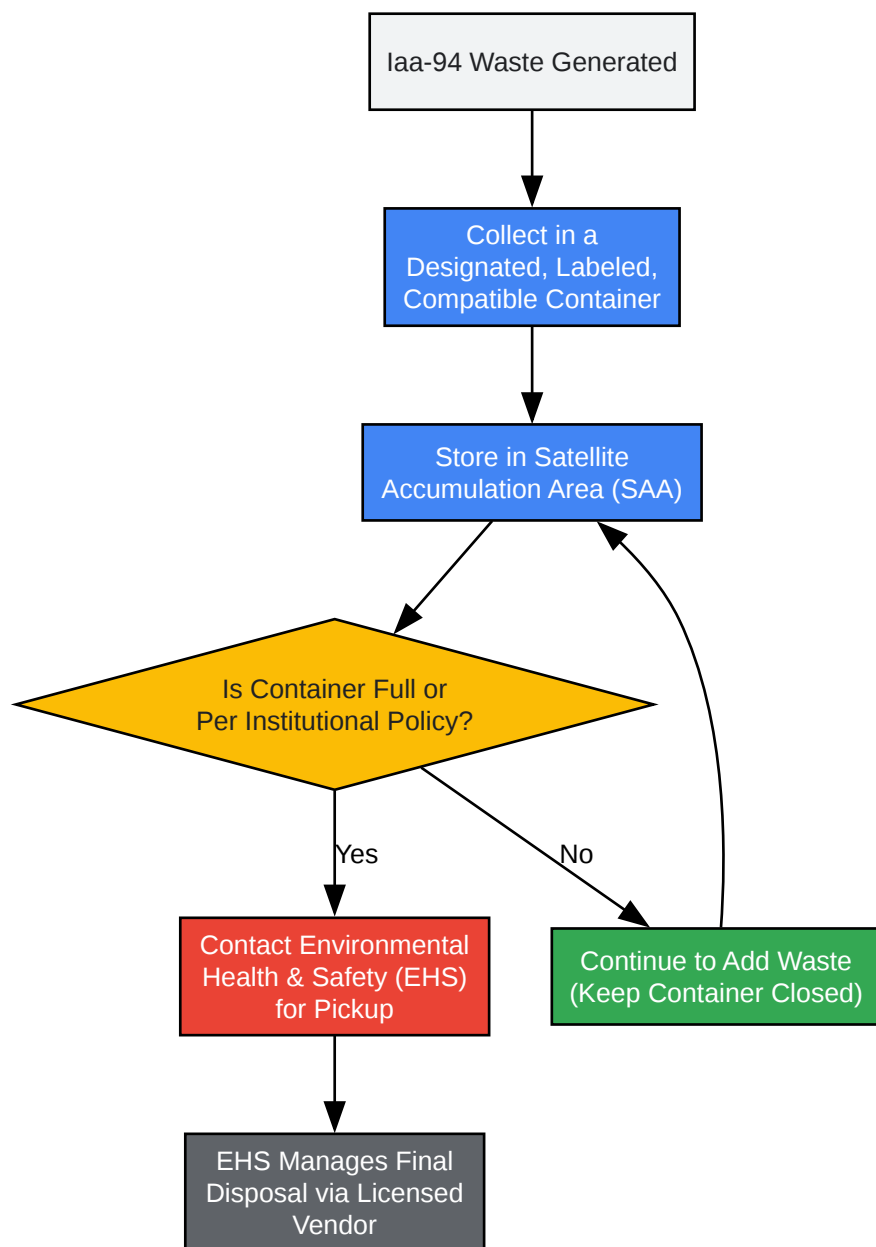 Iaa-94 Waste Generated
Collect in a
Designated, Labeled,
Compatible Container
Store in Satellite
Accumulation Area (SAA)
Is Container Full or
Per Institutional Policy?
Yes
No
Contact Environmental
Health & Safety (EHS)
for Pickup
Continue to Add Waste
(Keep Container Closed)
EHS Manages Final
Disposal via Licensed
Vendor